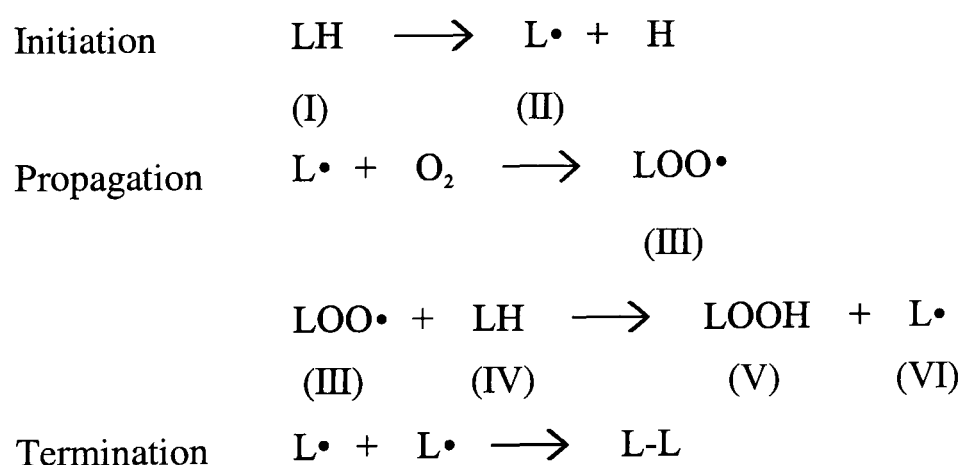 Initiation LH → L• + H
(I) (II)
Propagation L• + O₂ → LOO•
(III)
LOO• + LH → LOOH + L•
(III) (IV) (V) (VI)
Termination L• + L• → L-L